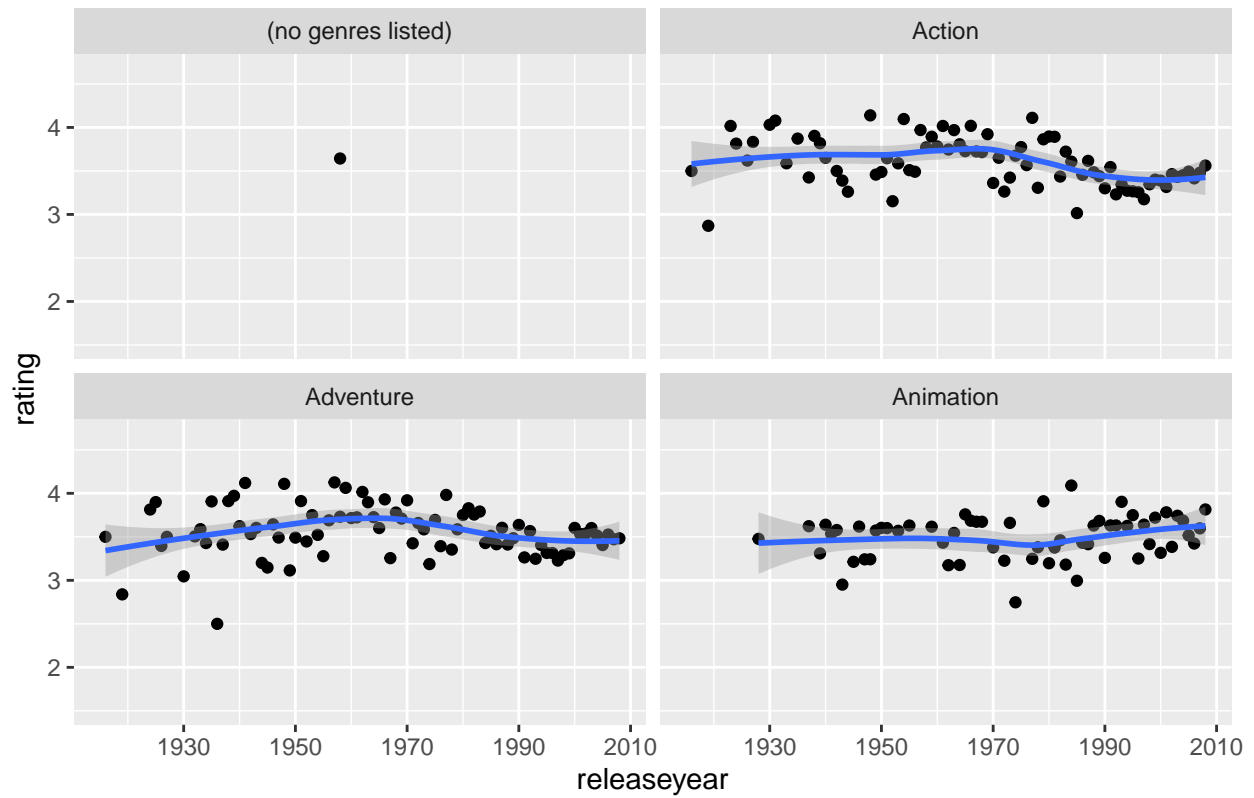 (no genres listed)
Action
4
3
2
Adventure
Animation
4
3
2
rating
1930 1950 1970 1990 2010
1930 1950 1970 1990 2010
releaseyear